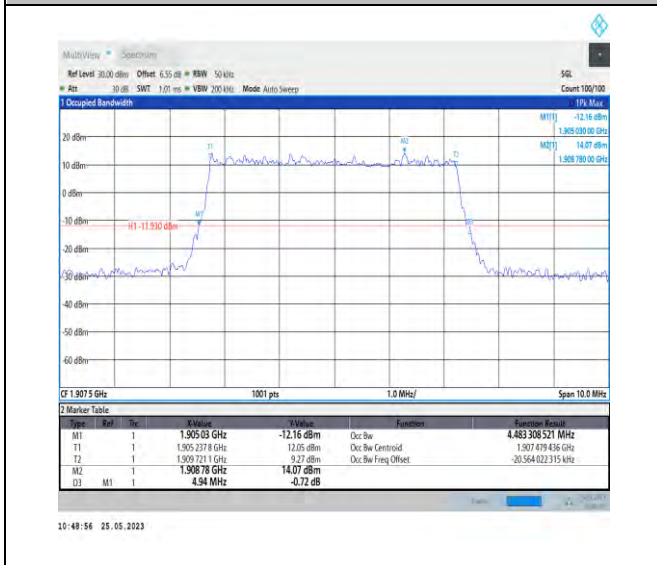 MultiView Spectrum
Ref Level 30.00 dBm Offset 6.55 dB RBW 50 kHz SGL
Att 30 dB SWT 1.01 ms VBW 200 kHz Mode Auto Sweep Count 100/100
1 Occupied Bandwidth 1Pk Max
M1[1] -12.16 dBm
1.905 030 00 GHz
M2[1] 14.07 dBm
1.908 780 00 GHz
20 dBm
T1 M2 T2
10 dBm
0 dBm
-10 dBm
M1
H1 -11.930 dBm
-20 dBm
-30 dBm
-40 dBm
-50 dBm
-60 dBm
CF 1.9075 GHz 1001 pts 1.0 MHz/ Span 10.0 MHz
2 Marker Table
Type Ref Trc X-Value Y-Value Function Function Result
M1 1 1.905 03 GHz -12.16 dBm Occ Bw 4.483 308 521 MHz
T1 1 1.905 237 8 GHz 12.05 dBm Occ Bw Centroid 1.907 479 436 GHz
T2 1 1.909 721 1 GHz 9.27 dBm Occ Bw Freq Offset -20.564 022 315 kHz
M2 1 1.908 78 GHz 14.07 dBm
D3 M1 1 4.94 MHz -0.72 dB
10:48:56 25.05.2023